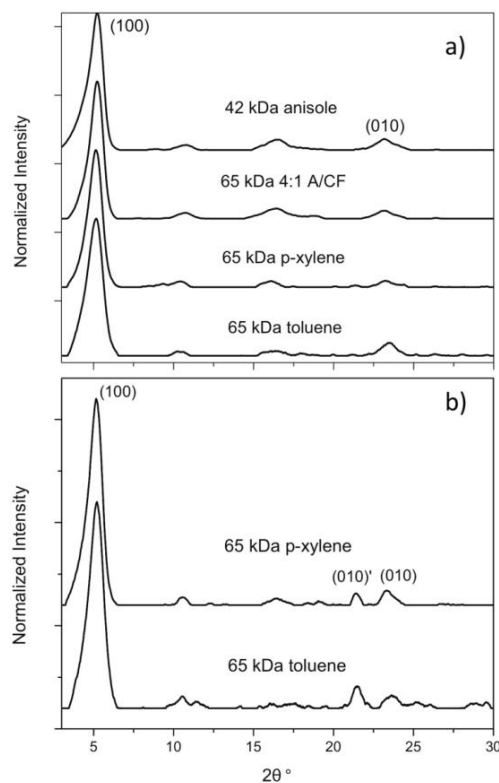 a)
(100)
42 kDa anisole
(010)
65 kDa 4:1 A/CF
65 kDa p-xylene
65 kDa toluene
Normalized Intensity
b)
(100)
65 kDa p-xylene
(010)' (010)
65 kDa toluene
Normalized Intensity
5 10 15 20 25 30
2θ °